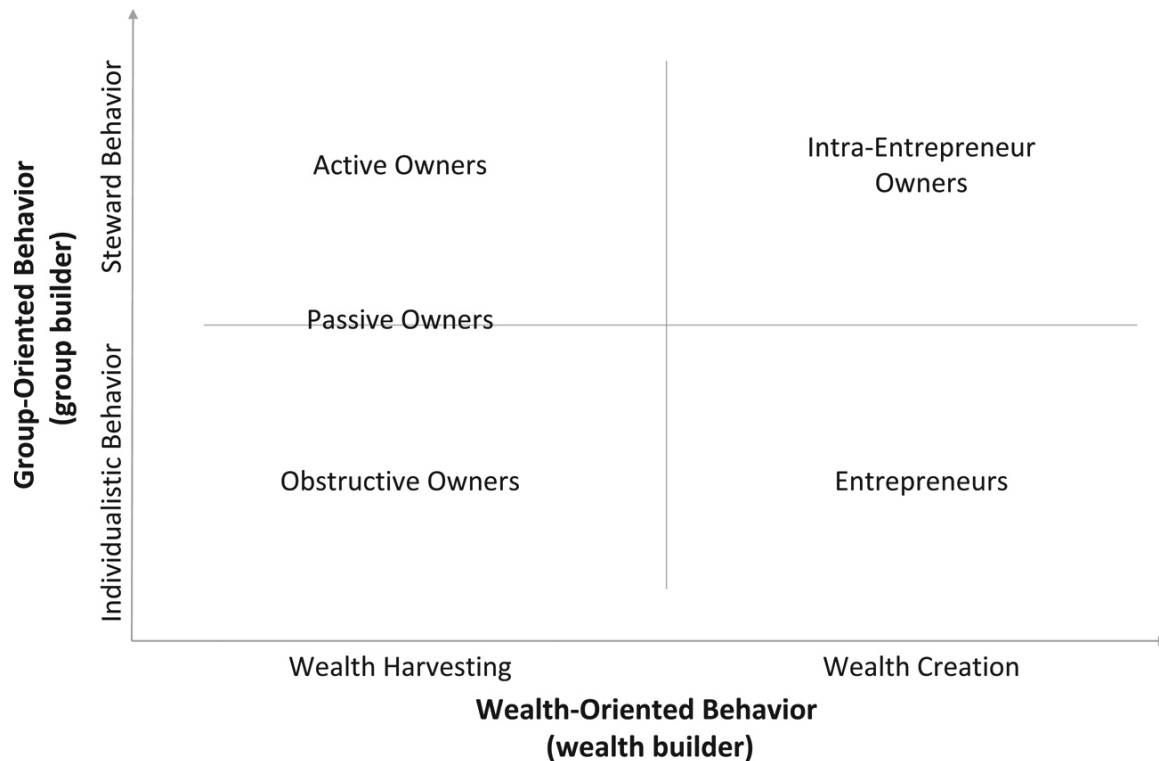 Group-Oriented Behavior
(group builder)
Steward Behavior
Individualistic Behavior
Active Owners
Intra-Entrepreneur
Owners
Passive Owners
Obstructive Owners
Entrepreneurs
Wealth Harvesting
Wealth Creation
Wealth-Oriented Behavior
(wealth builder)